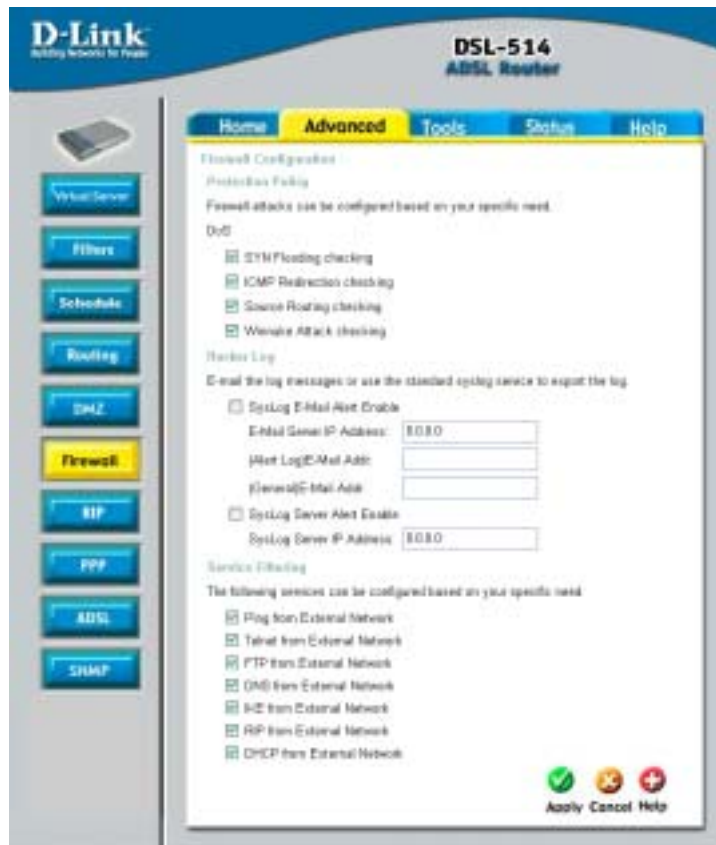 D-Link
Building Networks for People
DSL-514
ADSL Router
Home
Advanced
Tools
Status
Help
Virtual Server
Filters
Schedule
Routing
DMZ
Firewall
RIP
PPP
ADSL
SNMP
Firewall Configuration
Protection Policy
Firewall attacks can be configured based on your specific need.
DoS
SYN Flooding checking
ICMP Redirection checking
Source Routing checking
Winnuke Attack checking
Hacker Log
E-mail the log messages or use the standard syslog service to export the log.
SysLog E-Mail Alert Enable
E-Mail Server IP Address: 0.0.0.0
(Alert Log)E-Mail Addr:
(General)E-Mail Addr:
SysLog Server Alert Enable
SysLog Server IP Address: 0.0.0.0
Service Filtering
The following services can be configured based on your specific need.
Ping from External Network
Telnet from External Network
FTP from External Network
DNS from External Network
IKE from External Network
RIP from External Network
DHCP from External Network
Apply Cancel Help